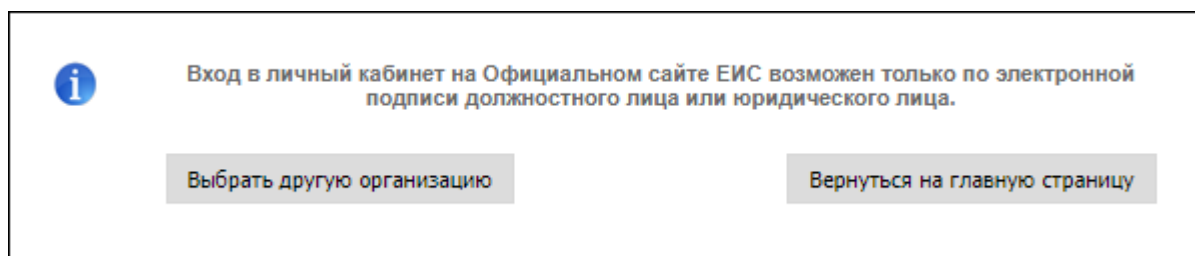 Вход в личный кабинет на Официальном сайте ЕИС возможен только по электронной
подписи должностного лица или юридического лица.
Выбрать другую организацию
Вернуться на главную страницу